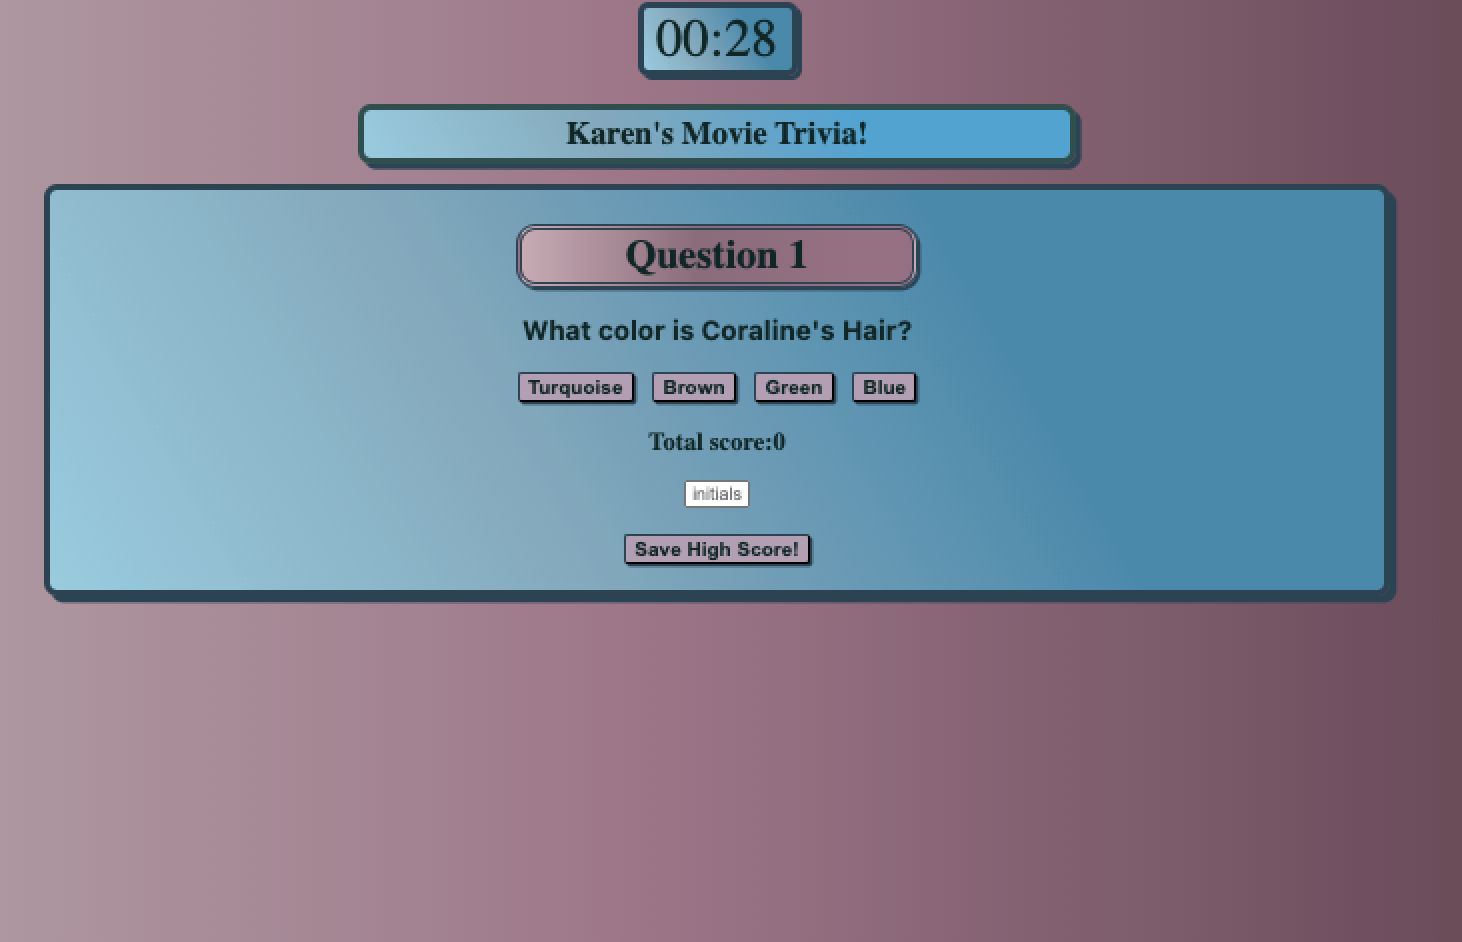 00:28
Karen's Movie Trivia!
Question 1
What color is Coraline's Hair?
Turquoise Brown Green Blue
Total score:0
initials
Save High Score!